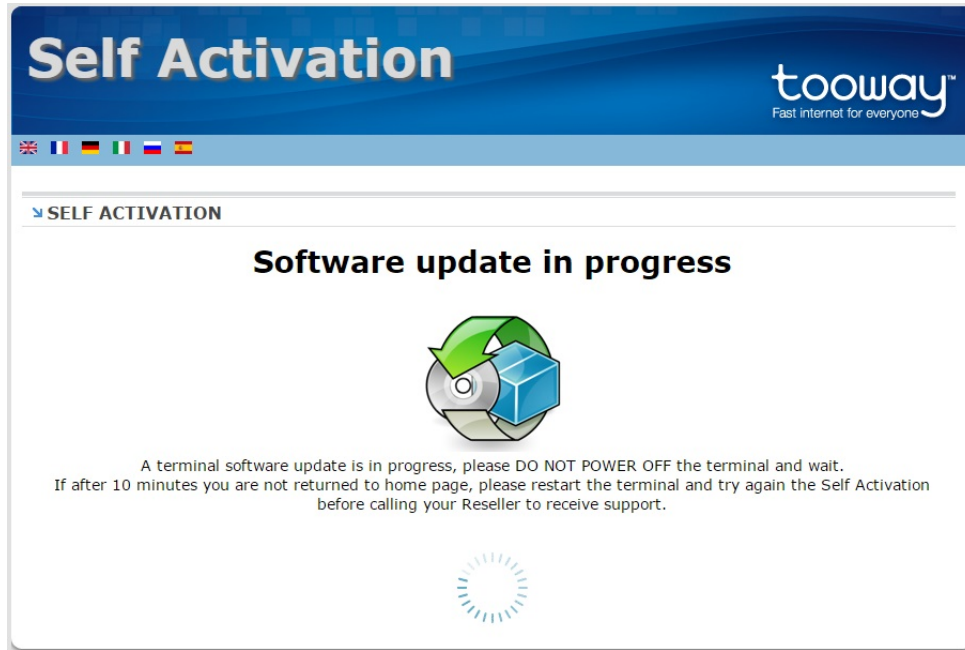 Self Activation
tooway™
Fast internet for everyone
SELF ACTIVATION
Software update in progress
A terminal software update is in progress, please DO NOT POWER OFF the terminal and wait.
If after 10 minutes you are not returned to home page, please restart the terminal and try again the Self Activation
before calling your Reseller to receive support.